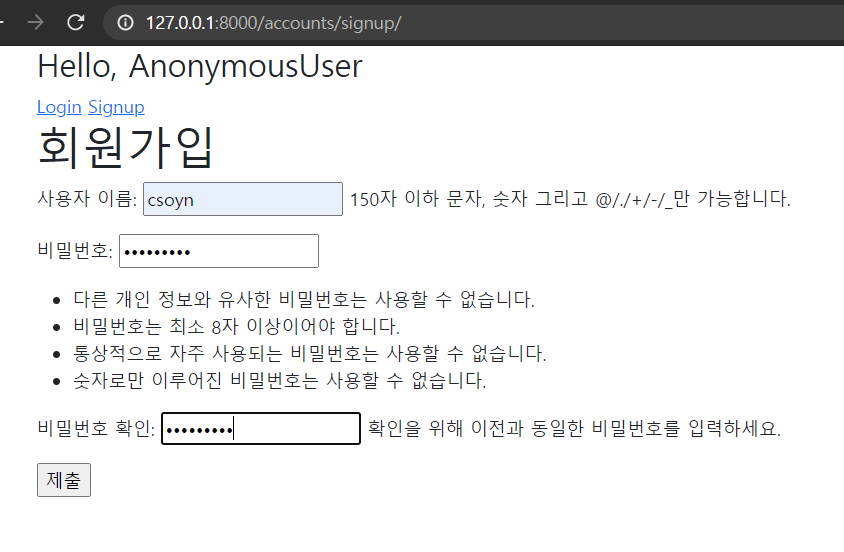 127.0.0.1:8000/accounts/signup/
Hello, AnonymousUser
Login Signup
회원가입
사용자 이름: csoyn 150자 이하 문자, 숫자 그리고 @/./+/-/_만 가능합니다.
비밀번호: •••••••••
• 다른 개인 정보와 유사한 비밀번호는 사용할 수 없습니다.
• 비밀번호는 최소 8자 이상이어야 합니다.
• 통상적으로 자주 사용되는 비밀번호는 사용할 수 없습니다.
• 숫자로만 이루어진 비밀번호는 사용할 수 없습니다.
비밀번호 확인: ••••••••• 확인을 위해 이전과 동일한 비밀번호를 입력하세요.
제출